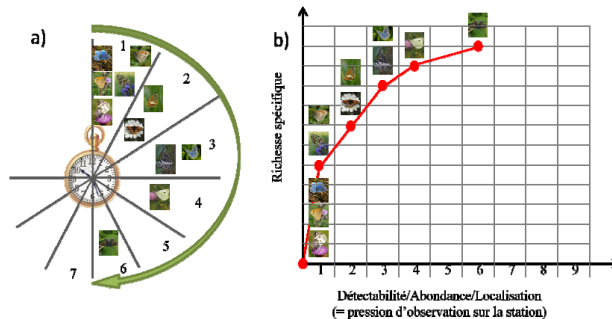 a)
1
2
3
4
5
6
7
b)
Richesse spécifique
1 2 3 4 5 6 7 8 9
Détectabilité/Abondance/Localisation
(= pression d'observation sur la station)